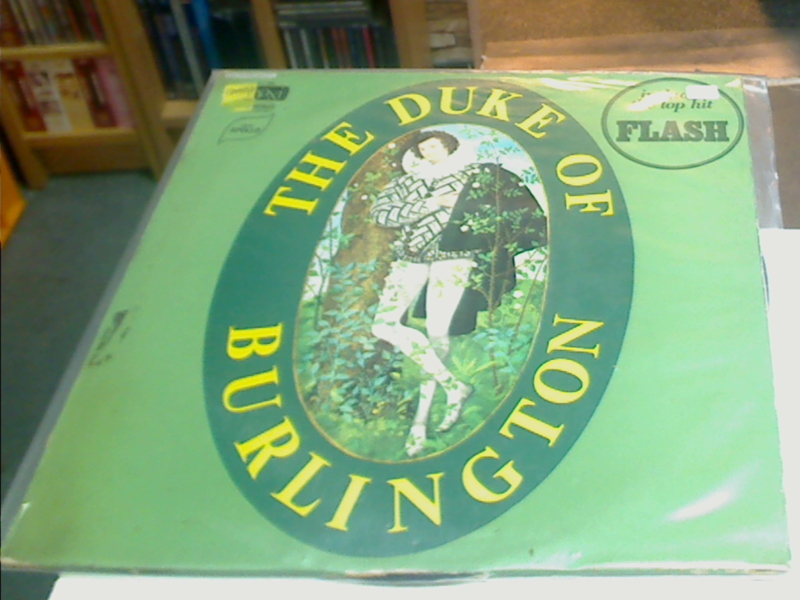 THE DUKE OF
BURLINGTON
top hit
FLASH